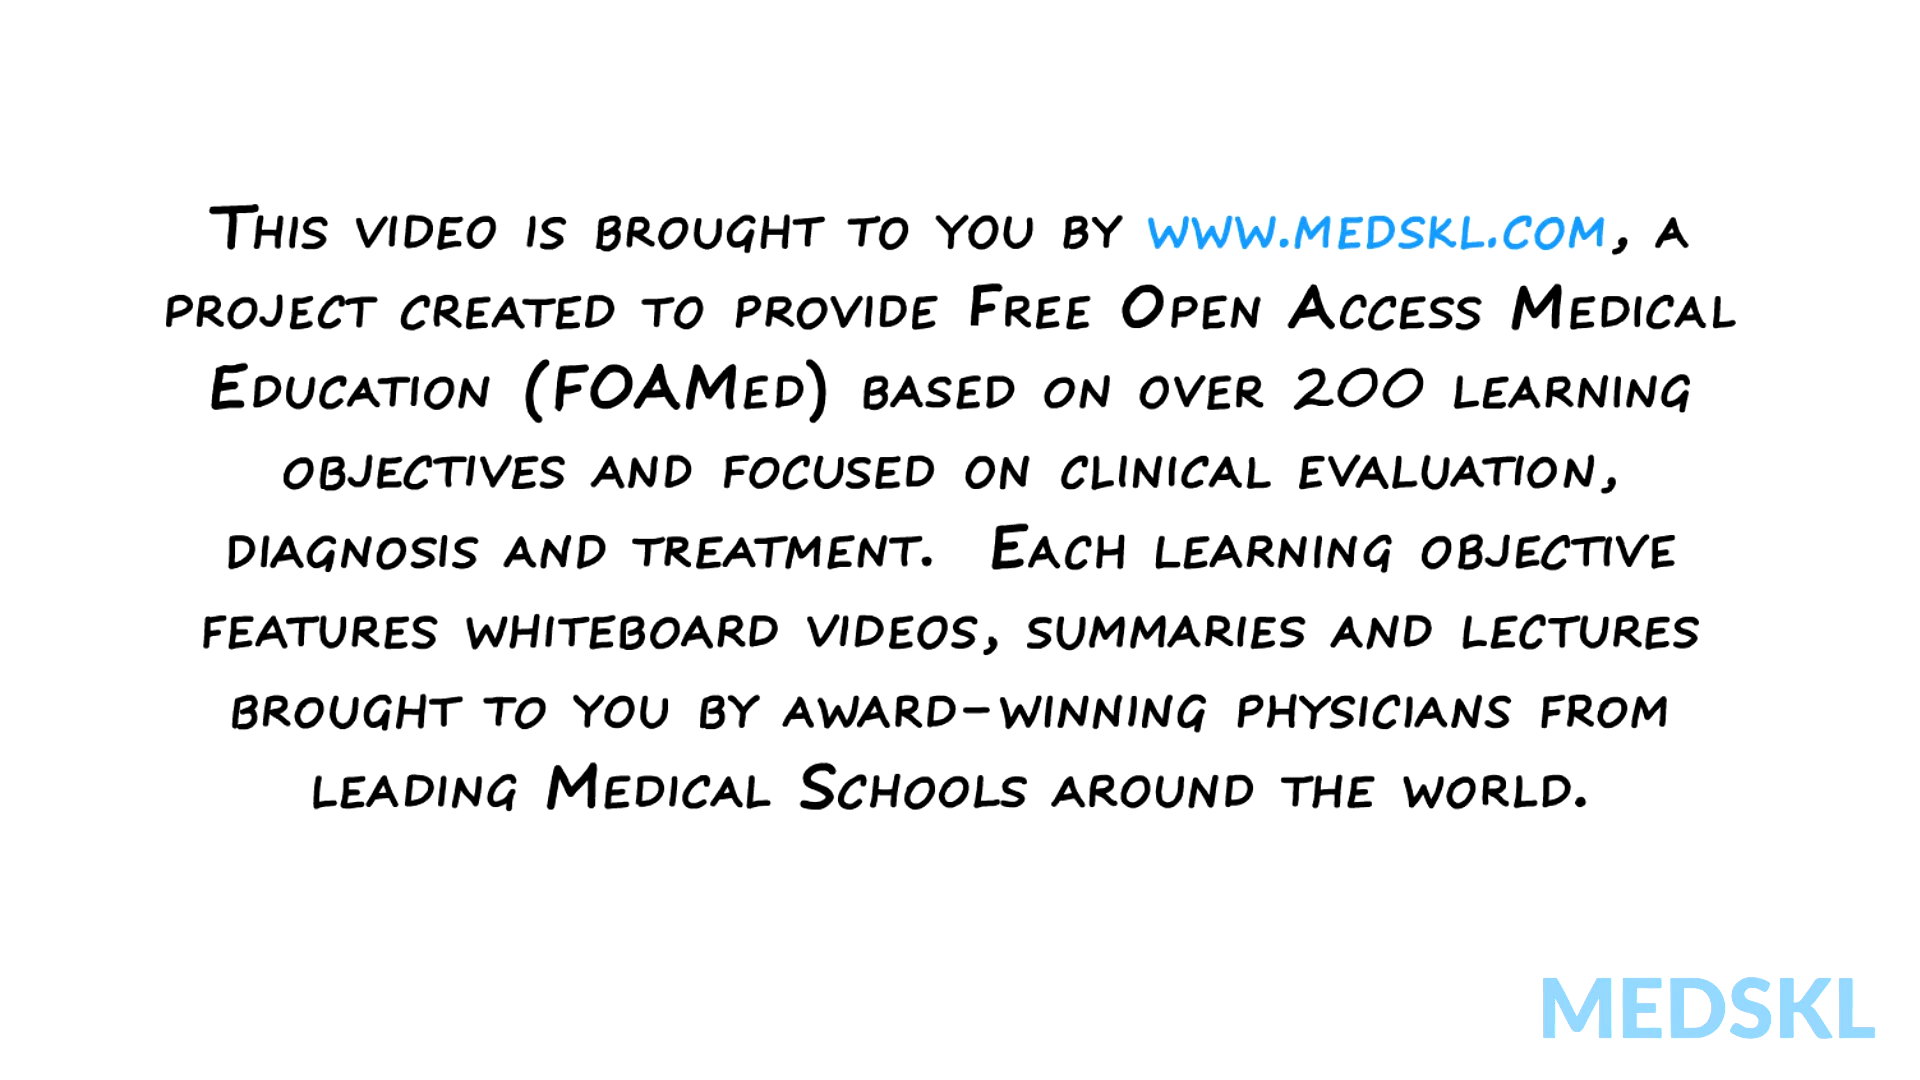 This video is brought to you by www.medskl.com, a
project created to provide Free Open Access Medical
Education (FOAMed) based on over 200 learning
objectives and focused on clinical evaluation,
diagnosis and treatment.  Each learning objective
features whiteboard videos, summaries and lectures
brought to you by award-winning physicians from
leading Medical Schools around the world.
MEDSKL